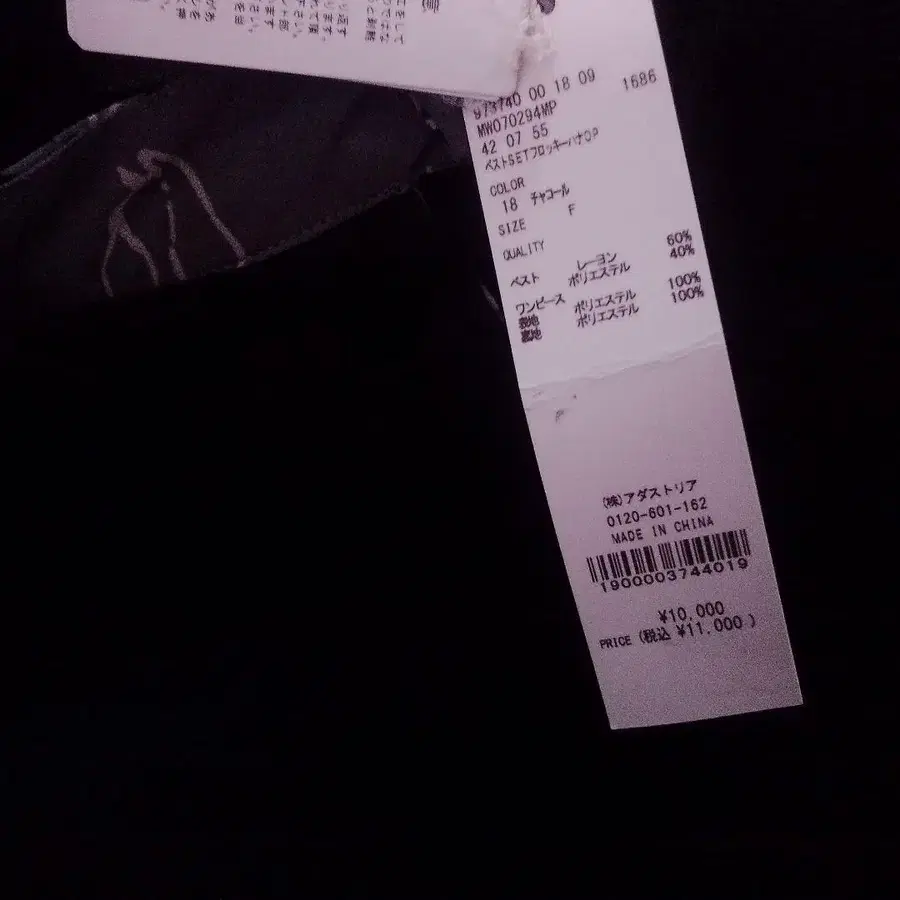 973740 00 18 09 1686
MW070294MP
42 07 55
ベストSETフロッキーハナOP
COLOR
18 チャコール
SIZE F
QUALITY
ベスト レーヨン 60%
ポリエステル 40%
ワンピース
表地 ポリエステル 100%
裏地 ポリエステル 100%
(株)アダストリア
0120-601-162
MADE IN CHINA
1900003744019
¥10,000
PRICE (税込 ¥11,000 )